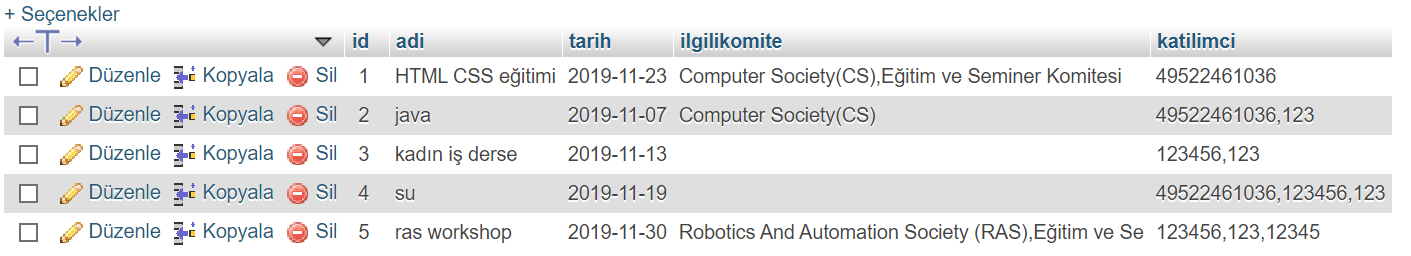 + Seçenekler
←T→ id adi tarih ilgilikomite katilimci
Düzenle Kopyala Sil 1 HTML CSS eğitimi 2019-11-23 Computer Society(CS),Eğitim ve Seminer Komitesi 49522461036
Düzenle Kopyala Sil 2 java 2019-11-07 Computer Society(CS) 49522461036,123
Düzenle Kopyala Sil 3 kadın iş derse 2019-11-13 123456,123
Düzenle Kopyala Sil 4 su 2019-11-19 49522461036,123456,123
Düzenle Kopyala Sil 5 ras workshop 2019-11-30 Robotics And Automation Society (RAS),Eğitim ve Se 123456,123,12345